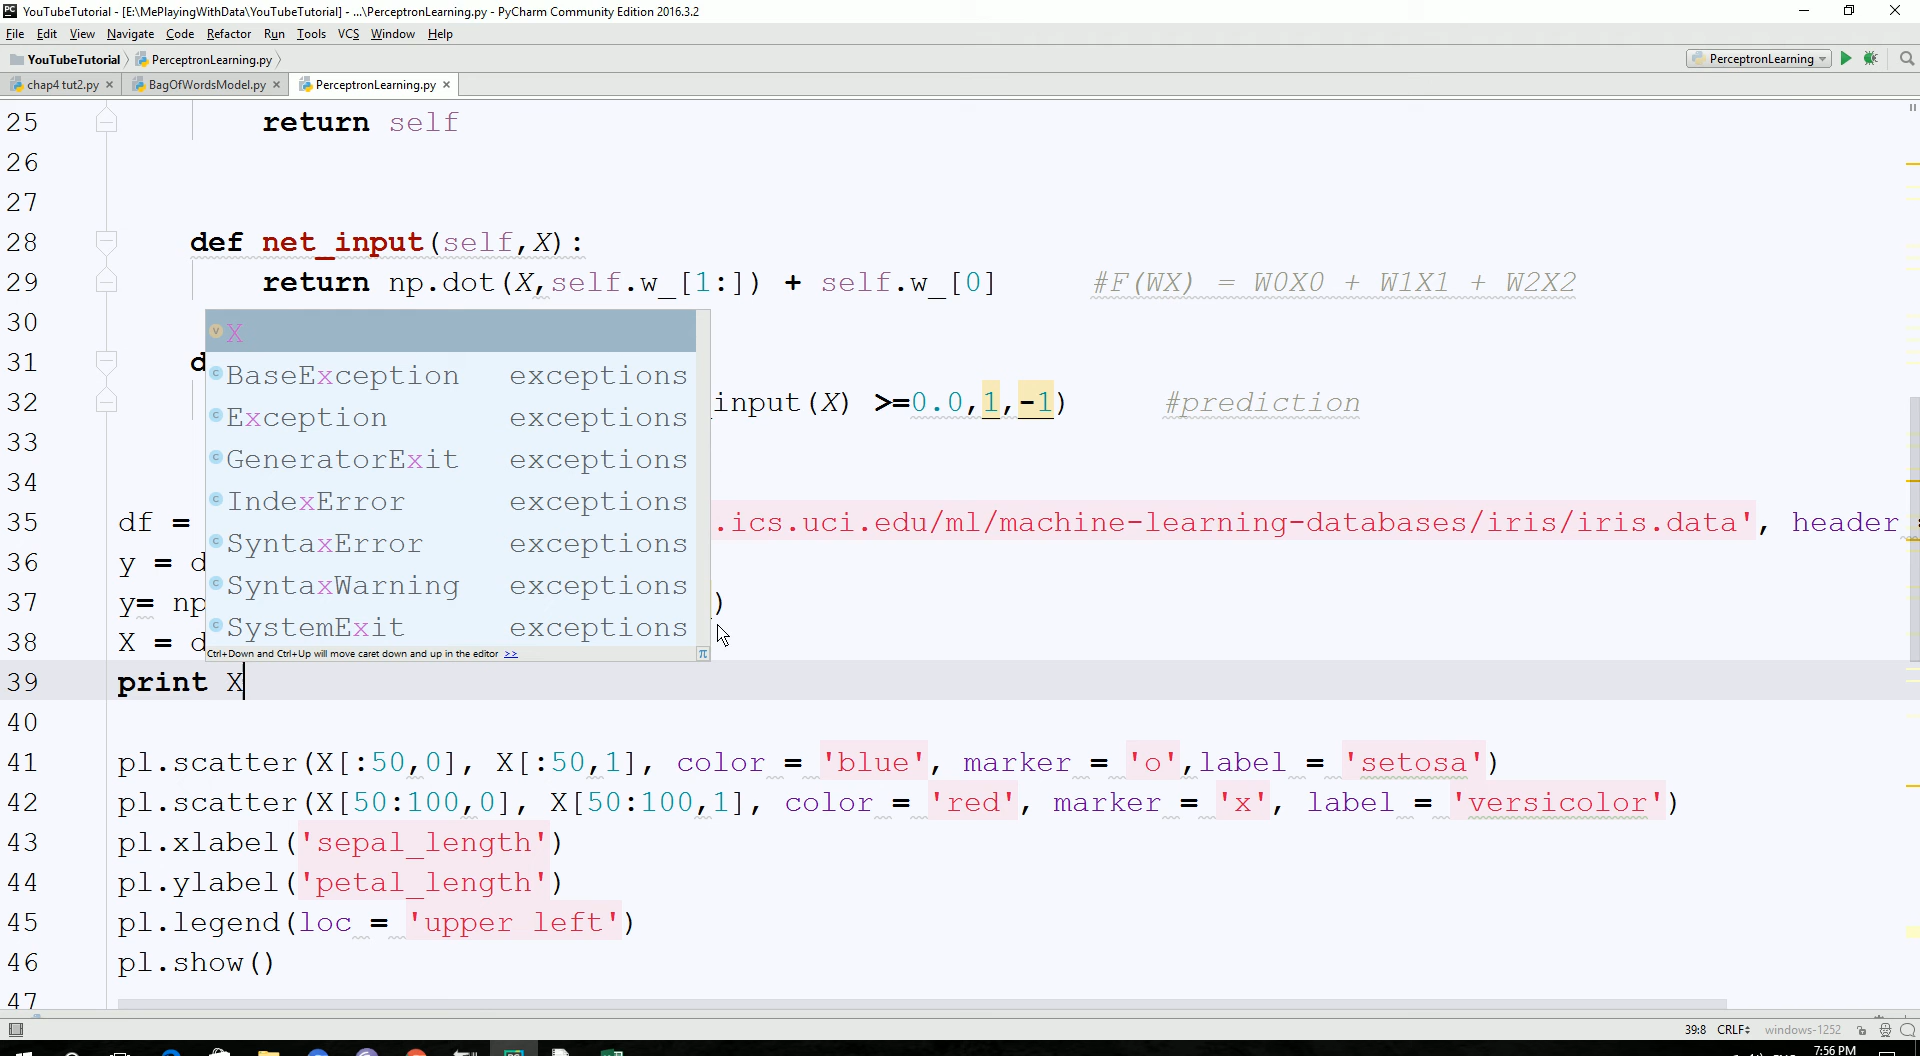 YouTubeTutorial - [E:\MePlayingWithData\YouTubeTutorial] - ...\PerceptronLearning.py - PyCharm Community Edition 2016.3.2
File Edit View Navigate Code Refactor Run Tools VCS Window Help
YouTubeTutorial PerceptronLearning.py PerceptronLearning
chap4 tut2.py BagOfWordsModel.py PerceptronLearning.py
25 return self
26
27
28 def net_input(self,X):
29 return np.dot(X,self.w_[1:]) + self.w_[0] #F(WX) = W0X0 + W1X1 + W2X2
30
X
31 d
BaseException exceptions
32 input(X) >=0.0,1,-1) #prediction
Exception exceptions
33
GeneratorExit exceptions
34
IndexError exceptions
35 df = .ics.uci.edu/ml/machine-learning-databases/iris/iris.data', header =
SyntaxError exceptions
36 y = d
SyntaxWarning exceptions
37 y= np )
SystemExit exceptions
38 X = d
Ctrl+Down and Ctrl+Up will move caret down and up in the editor >> π
39 print X
40
41 pl.scatter(X[:50,0], X[:50,1], color = 'blue', marker = 'o',label = 'setosa')
42 pl.scatter(X[50:100,0], X[50:100,1], color = 'red', marker = 'x', label = 'versicolor')
43 pl.xlabel('sepal_length')
44 pl.ylabel('petal_length')
45 pl.legend(loc = 'upper left')
46 pl.show()
47
39:8 CRLF windows-1252
7:56 PM